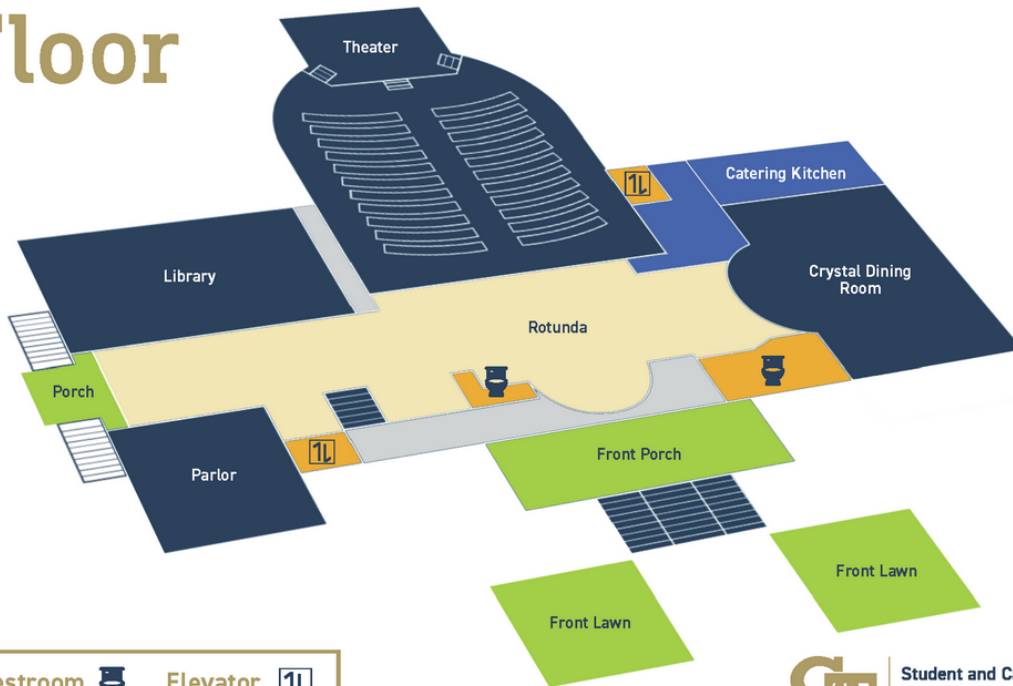 Floor
Theater
Catering Kitchen
Library
Crystal Dining
Room
Rotunda
Porch
Front Porch
Parlor
Front Lawn
Front Lawn
Elevator
Student and